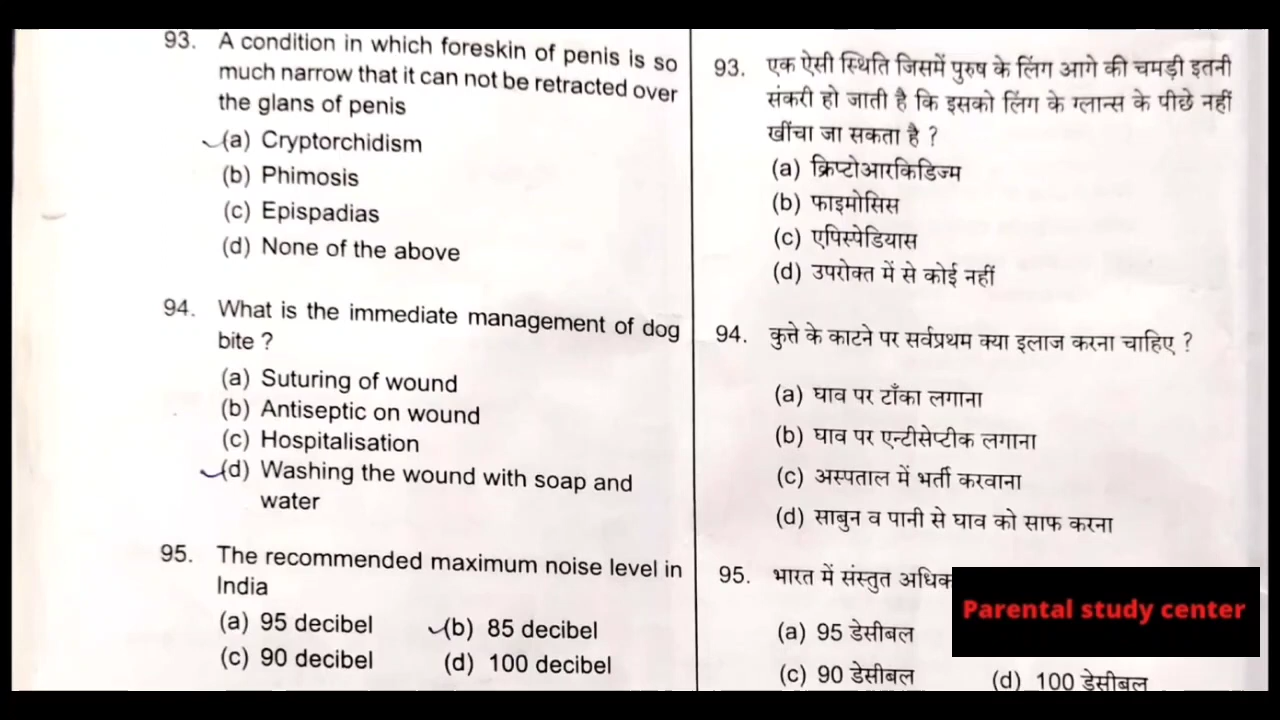 93. A condition in which foreskin of penis is so
much narrow that it can not be retracted over
the glans of penis
(a) Cryptorchidism
(b) Phimosis
(c) Epispadias
(d) None of the above
94. What is the immediate management of dog
bite ?
(a) Suturing of wound
(b) Antiseptic on wound
(c) Hospitalisation
(d) Washing the wound with soap and
water
95. The recommended maximum noise level in
India
(a) 95 decibel (b) 85 decibel
(c) 90 decibel (d) 100 decibel
93. एक ऐसी स्थिति जिसमें पुरुष के लिंग आगे की चमड़ी इतनी
संकरी हो जाती है कि इसको लिंग के ग्लान्स के पीछे नहीं
खींचा जा सकता है ?
(a) क्रिप्टोआरकिडिज्म
(b) फाइमोसिस
(c) एपिस्पेडियास
(d) उपरोक्त में से कोई नहीं
94. कुत्ते के काटने पर सर्वप्रथम क्या इलाज करना चाहिए ?
(a) घाव पर टाँका लगाना
(b) घाव पर एन्टीसेप्टीक लगाना
(c) अस्पताल में भर्ती करवाना
(d) साबुन व पानी से घाव को साफ करना
95. भारत में संस्तुत अधिक
(a) 95 डेसीबल
(c) 90 डेसीबल (d) 100 डेसीबल
Parental study center